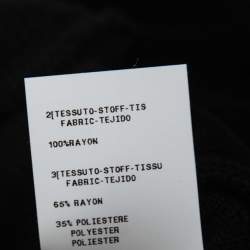 2[TESSUTO-STOFF-TIS
FABRIC-TEJIDO
100%RAYON
3[TESSUTO-STOFF-TISSU
FABRIC-TEJIDO
65% RAYON
35% POLIESTERE
POLYESTER
POLIESTER